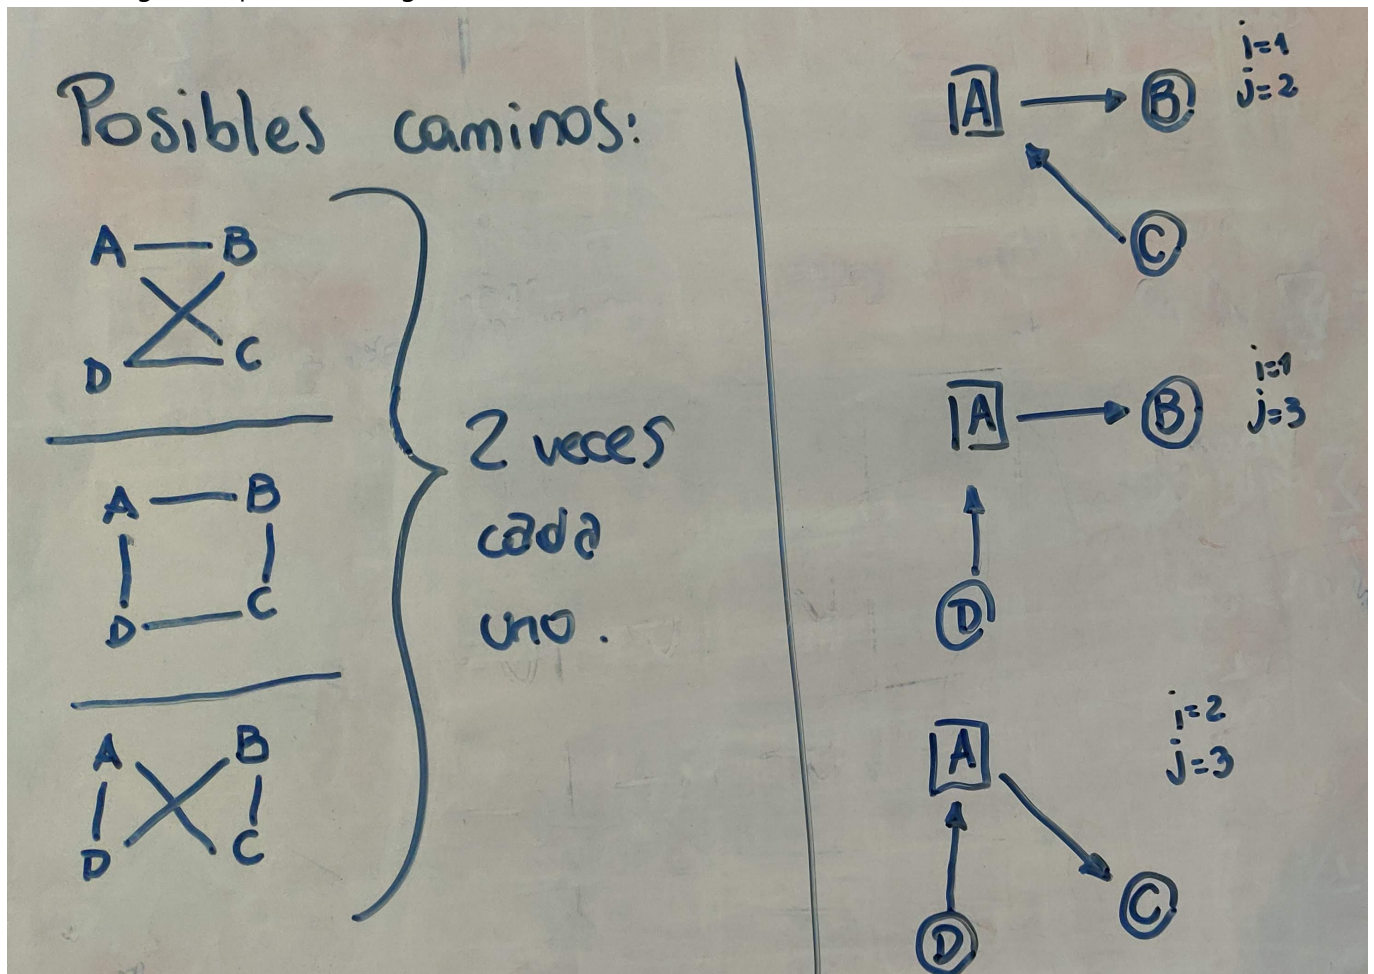 Posibles caminos:
A B
D C
A B
D C
A B
D C
2 veces
cada
uno.
i=1
j=2
A B
C
i=1
j=3
A B
D
i=2
j=3
A
C
D